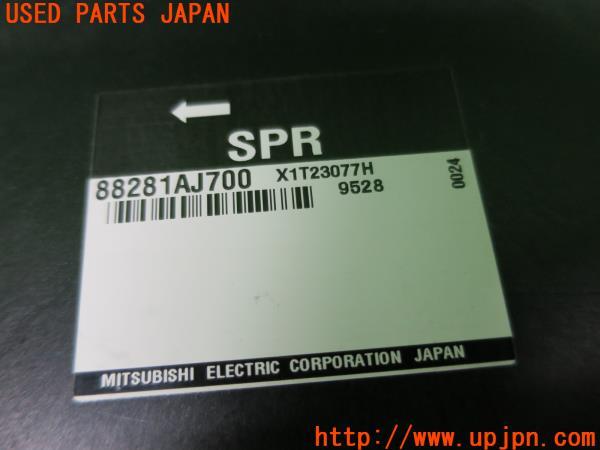 USED PARTS JAPAN
SPR
88281AJ700 X1T23077H
9528
0024
MITSUBISHI ELECTRIC CORPORATION JAPAN
http://www.upjpn.com/